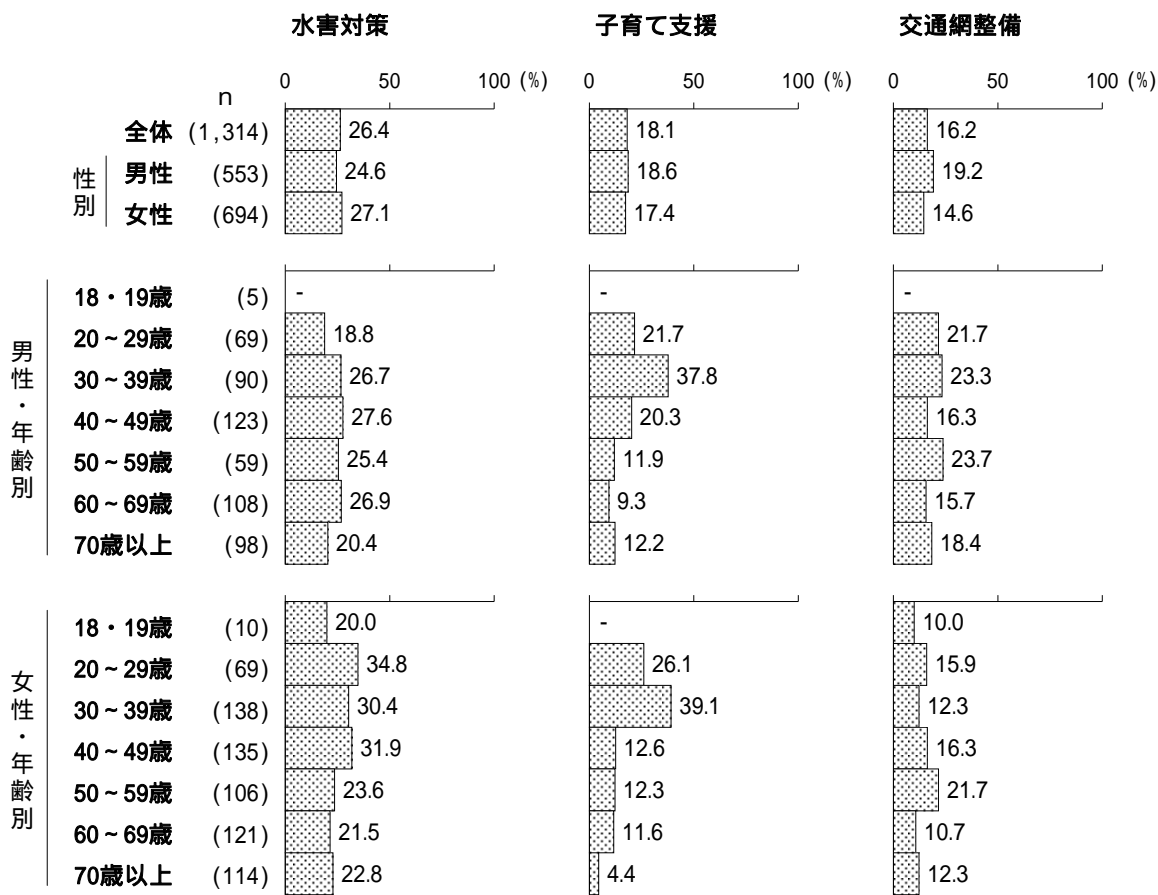 水害対策 子育て支援 交通網整備
0 50 100 (%) 0 50 100 (%) 0 50 100 (%)
n
全体 (1,314) 26.4 18.1 16.2
性別
男性 (553) 24.6 18.6 19.2
女性 (694) 27.1 17.4 14.6
男性・年齢別
18・19歳 (5) - - -
20~29歳 (69) 18.8 21.7 21.7
30~39歳 (90) 26.7 37.8 23.3
40~49歳 (123) 27.6 20.3 16.3
50~59歳 (59) 25.4 11.9 23.7
60~69歳 (108) 26.9 9.3 15.7
70歳以上 (98) 20.4 12.2 18.4
女性・年齢別
18・19歳 (10) 20.0 - 10.0
20~29歳 (69) 34.8 26.1 15.9
30~39歳 (138) 30.4 39.1 12.3
40~49歳 (135) 31.9 12.6 16.3
50~59歳 (106) 23.6 12.3 21.7
60~69歳 (121) 21.5 11.6 10.7
70歳以上 (114) 22.8 4.4 12.3